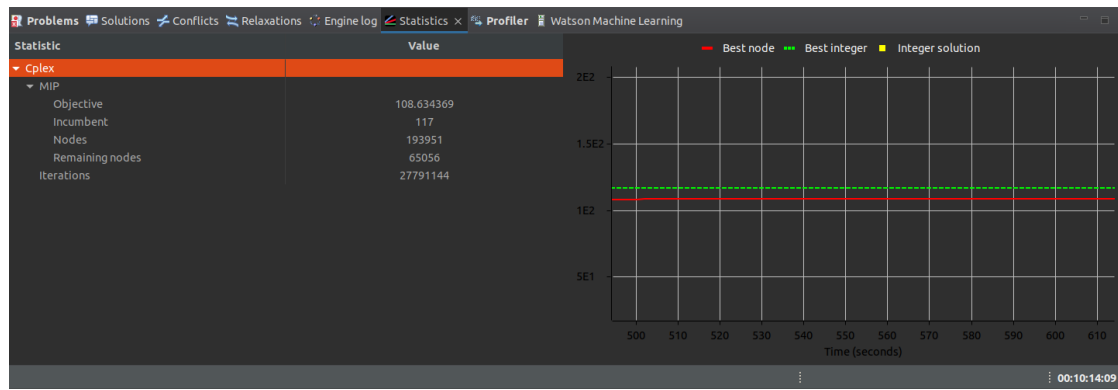 Problems Solutions Conflicts Relaxations Engine log Statistics × Profiler Watson Machine Learning
Statistic Value
Cplex
MIP
Objective 108.634369
Incumbent 117
Nodes 193951
Remaining nodes 65056
Iterations 27791144
Best node Best integer Integer solution
2E2
1.5E2
1E2
5E1
500 510 520 530 540 550 560 570 580 590 600 610
Time (seconds)
00:10:14:09